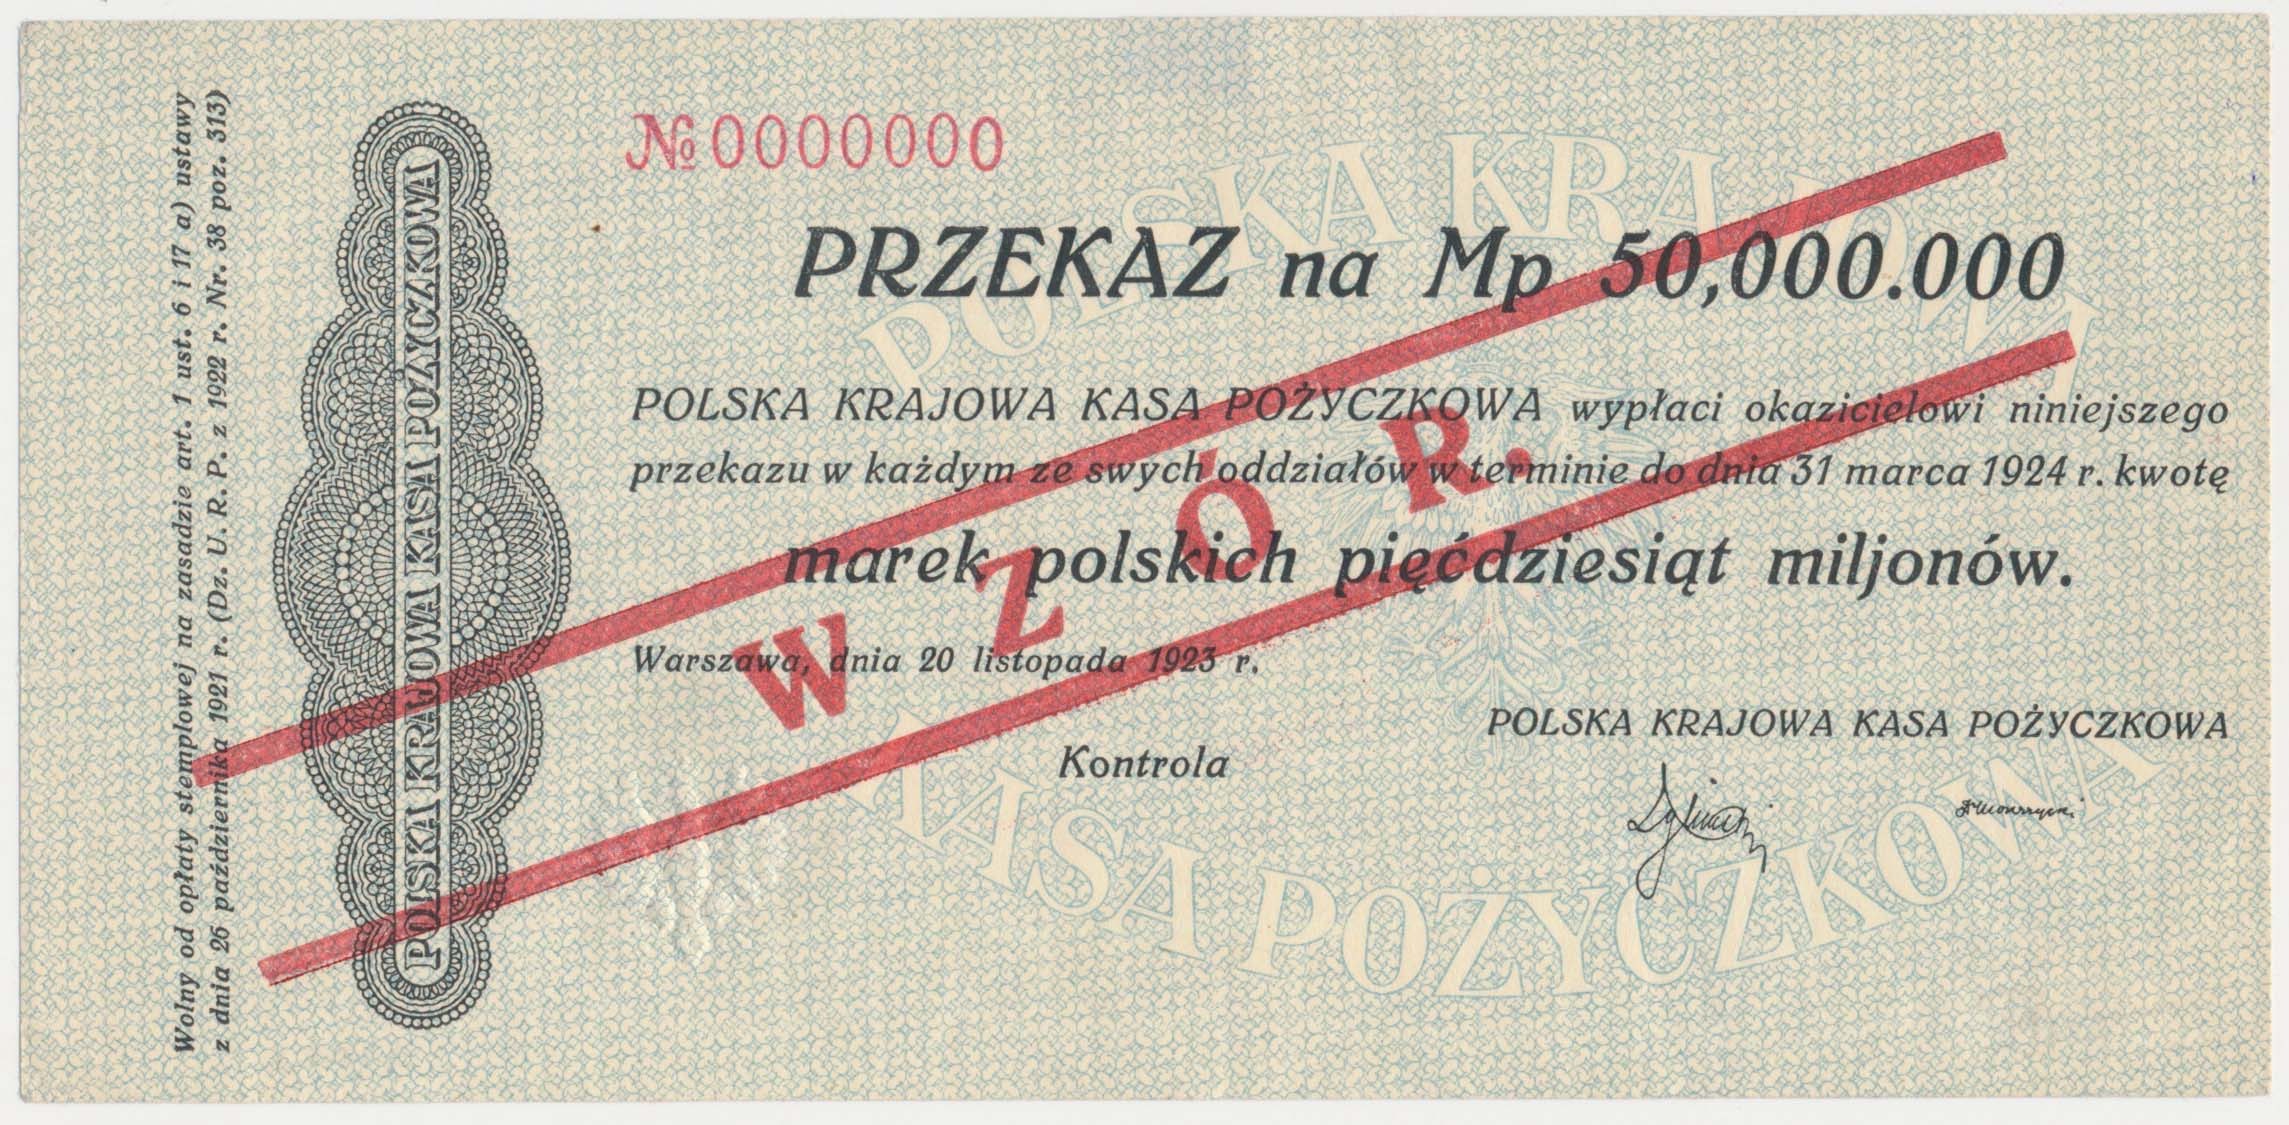 Wolny od opłaty stemplowej na zasadzie art. 1 ust. 6 i 17 a) ustawy
z dnia 26 października 1921 r. (Dz. U. R. P. z 1922 r. Nr. 38 poz. 313)
POLSKA KRAJOWA KASA POŻYCZKOWA
№ 0000000
POLSKA KRAJOWA
PRZEKAZ na Mp 50,000.000
POLSKA KRAJOWA KASA POŻYCZKOWA wypłaci okazicielowi niniejszego
przekazu w każdym ze swych oddziałów w terminie do dnia 31 marca 1924 r. kwotę
marek polskich pięćdziesiąt miljonów.
WZÓR.
Warszawa, dnia 20 listopada 1923 r.
POLSKA KRAJOWA KASA POŻYCZKOWA
Kontrola
KASA POŻYCZKOWA